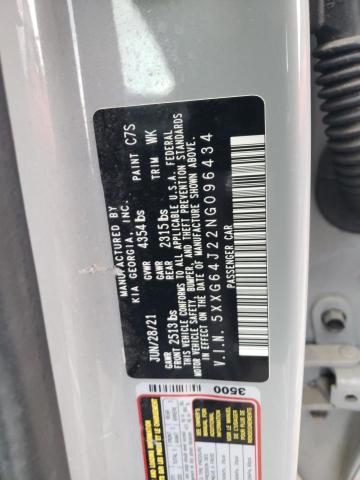 MANUFACTURED BY
KIA GEORGIA, INC.
JUN/28/21
GVWR 4354 lbs
PAINT C7S
GAWR FRONT 2513 lbs
GAWR REAR 2315 lbs
TRIM WK
THIS VEHICLE CONFORMS TO ALL APPLICABLE U.S.A. FEDERAL
MOTOR VEHICLE SAFETY, BUMPER, AND THEFT PREVENTION STANDARDS
IN EFFECT ON THE DATE OF MANUFACTURE SHOWN ABOVE.
V.I.N. 5XXG64J22NG096434
PASSENGER CAR
3500